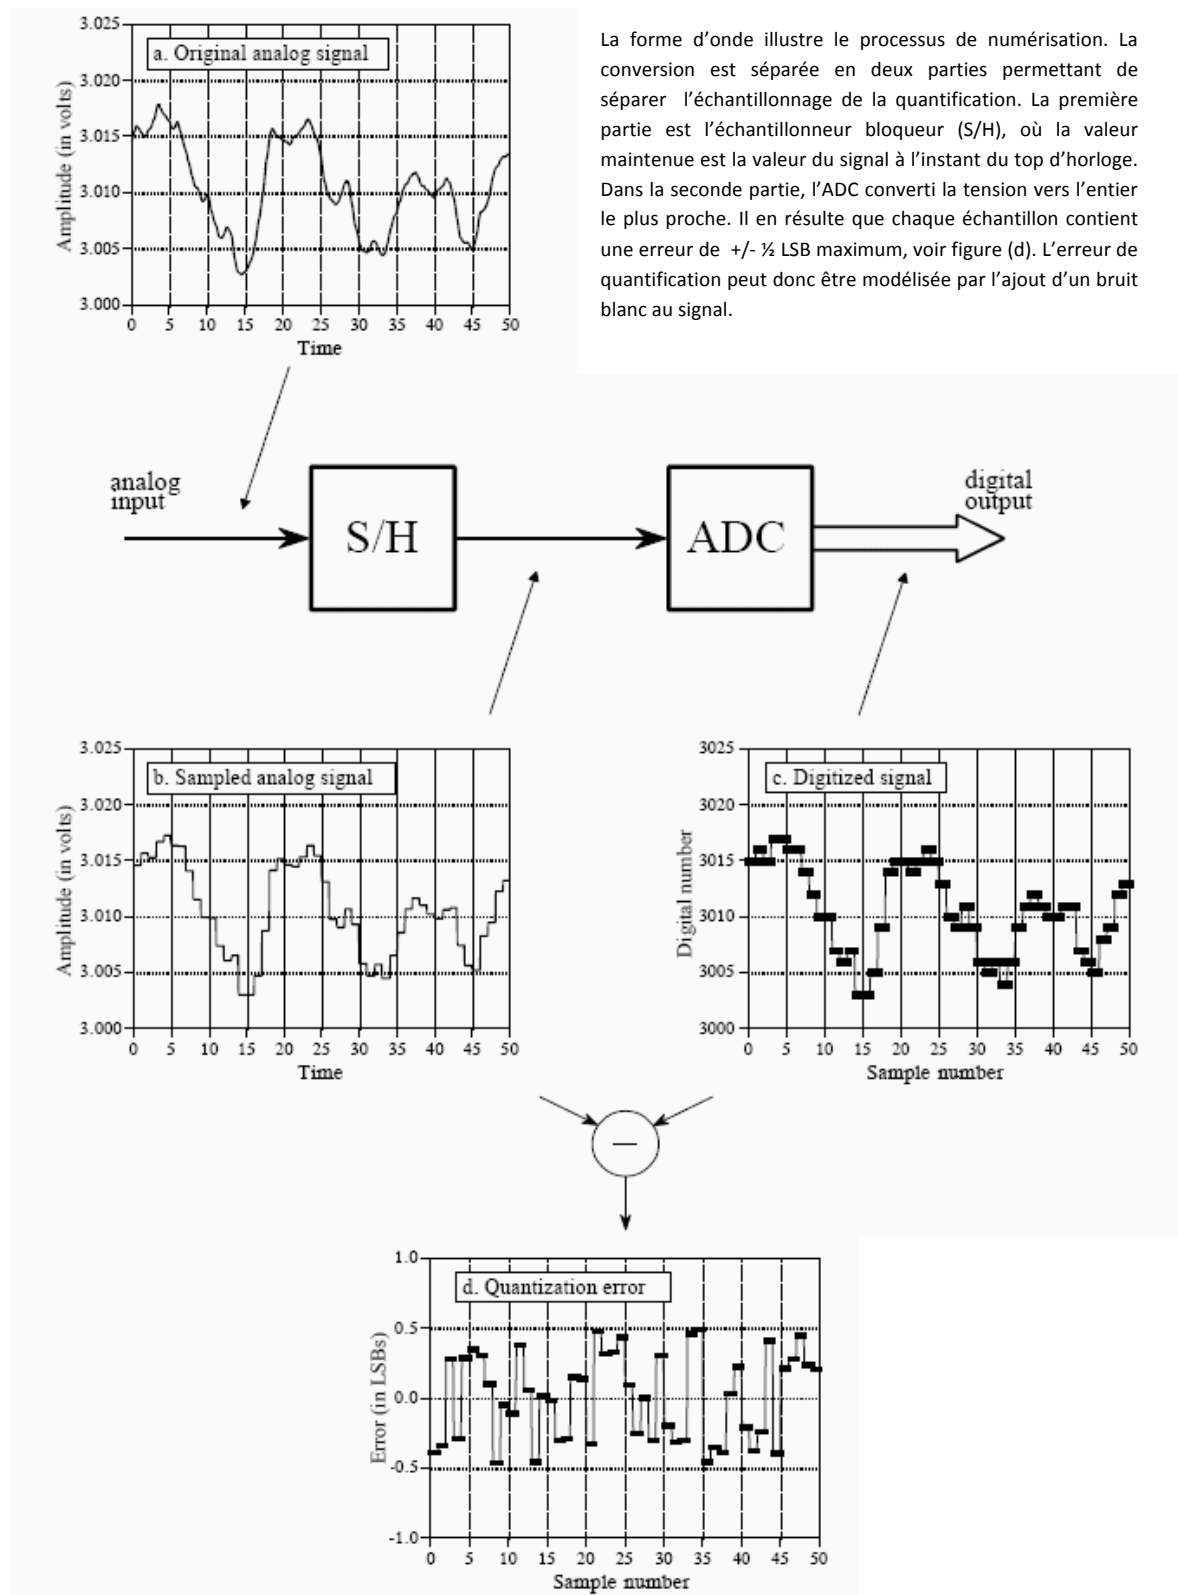 La forme d’onde illustre le processus de numérisation. La
conversion est séparée en deux parties permettant de
séparer l’échantillonnage de la quantification. La première
partie est l’échantillonneur bloqueur (S/H), où la valeur
maintenue est la valeur du signal à l’instant du top d’horloge.
Dans la seconde partie, l’ADC converti la tension vers l’entier
le plus proche. Il en résulte que chaque échantillon contient
une erreur de +/- ½ LSB maximum, voir figure (d). L’erreur de
quantification peut donc être modélisée par l’ajout d’un bruit
blanc au signal.
a. Original analog signal
Amplitude (in volts)
3.025
3.020
3.015
3.010
3.005
3.000
0 5 10 15 20 25 30 35 40 45 50
Time
analog
input
S/H
ADC
digital
output
b. Sampled analog signal
Amplitude (in volts)
3.025
3.020
3.015
3.010
3.005
3.000
0 5 10 15 20 25 30 35 40 45 50
Time
c. Digitized signal
Digital number
3025
3020
3015
3010
3005
3000
0 5 10 15 20 25 30 35 40 45 50
Sample number
—
d. Quantization error
Error (in LSBs)
1.0
0.5
0.0
-0.5
-1.0
0 5 10 15 20 25 30 35 40 45 50
Sample number